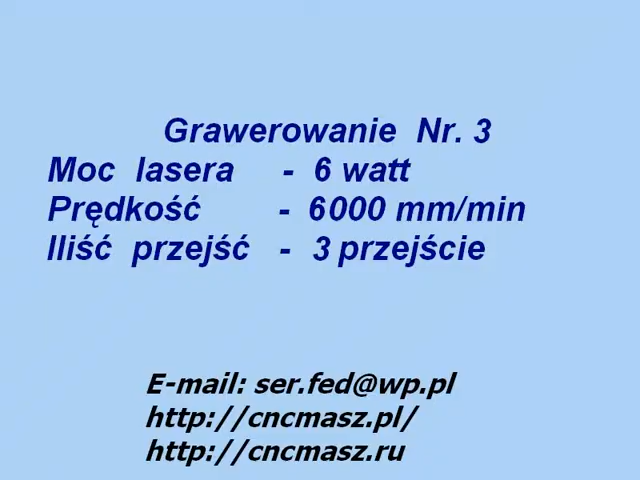 Grawerowanie Nr. 3
Moc lasera - 6 watt
Prędkość - 6000 mm/min
Iliść przejść - 3 przejście
E-mail: ser.fed@wp.pl
http://cncmasz.pl/
http://cncmasz.ru